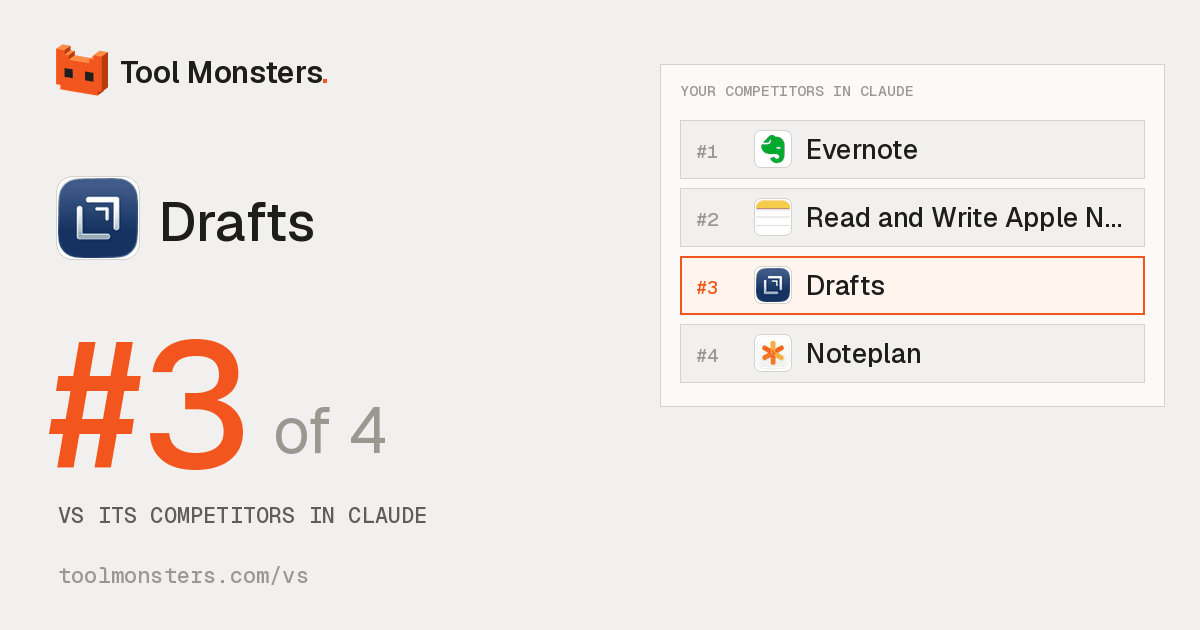 Tool Monsters.
Drafts
#3 of 4
VS ITS COMPETITORS IN CLAUDE
toolmonsters.com/vs
YOUR COMPETITORS IN CLAUDE
#1 Evernote
#2 Read and Write Apple N...
#3 Drafts
#4 Noteplan